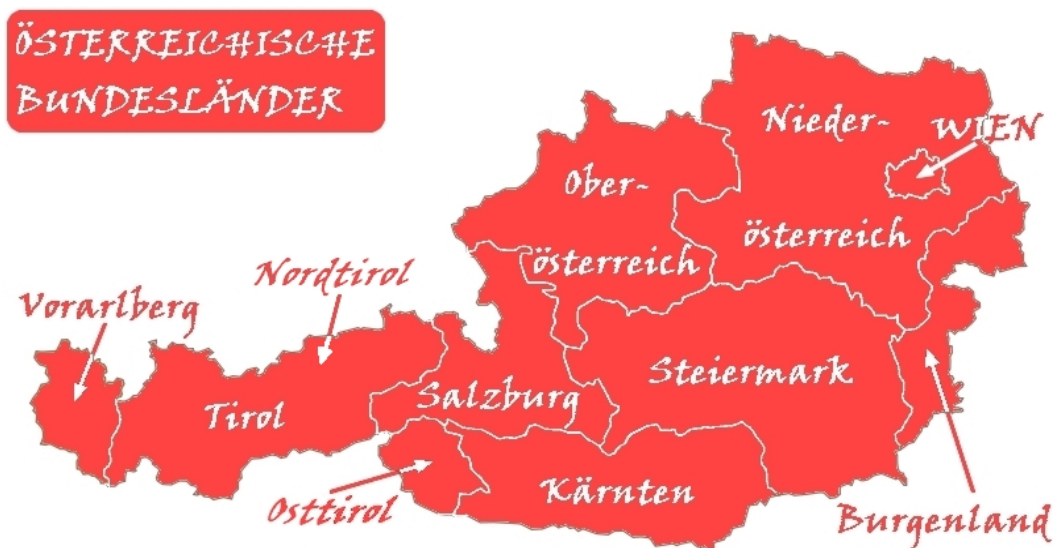 ÖSTERREICHISCHE
BUNDESLÄNDER
Nieder-
WIEN
Ober-
österreich
österreich
Nordtirol
Vorarlberg
Steiermark
Salzburg
Tirol
Kärnten
Osttirol
Burgenland